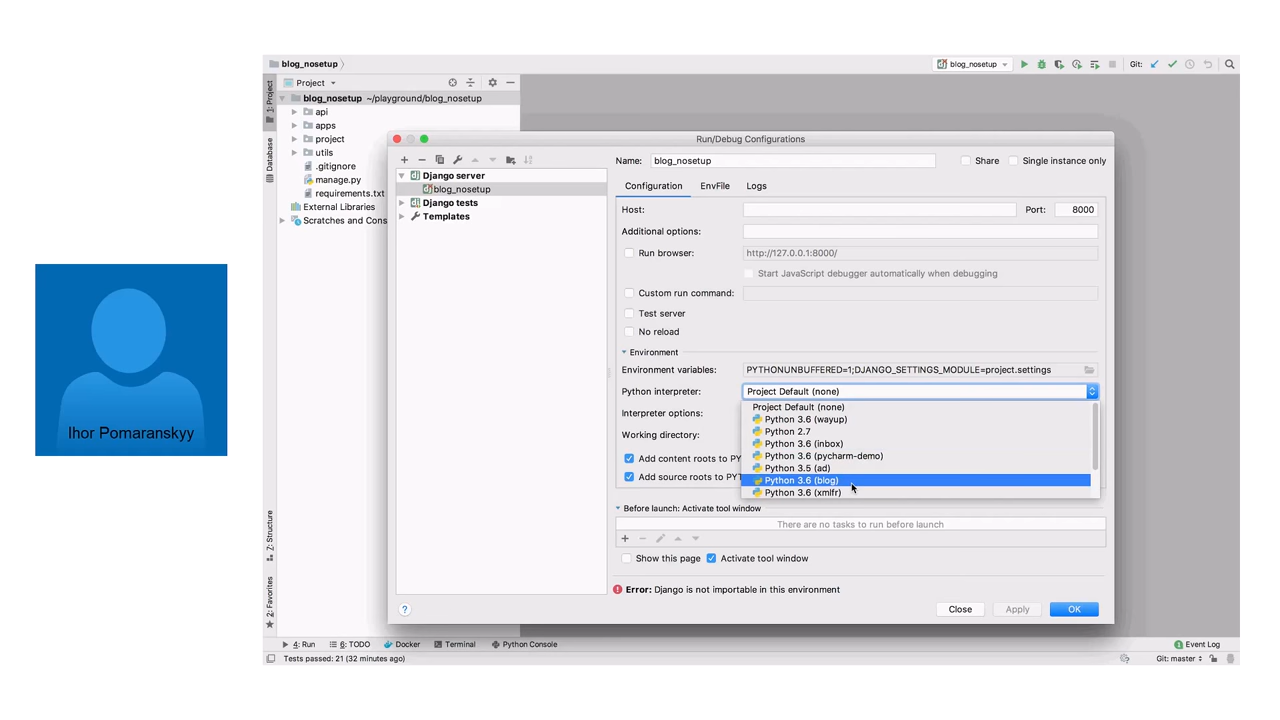 blog_nosetup
blog_nosetup
Git:
1: Project
Project
blog_nosetup ~/playground/blog_nosetup
api
apps
project
utils
.gitignore
manage.py
requirements.txt
External Libraries
Scratches and Cons
Database
Z: Structure
2: Favorites
Ihor Pomaranskyy
Run/Debug Configurations
Django server
blog_nosetup
Django tests
Templates
Name: blog_nosetup
Share
Single instance only
Configuration
EnvFile
Logs
Host:
Port: 8000
Additional options:
Run browser: http://127.0.0.1:8000/
Start JavaScript debugger automatically when debugging
Custom run command:
Test server
No reload
Environment
Environment variables: PYTHONUNBUFFERED=1;DJANGO_SETTINGS_MODULE=project.settings
Python interpreter: Project Default (none)
Project Default (none)
Python 3.6 (wayup)
Python 2.7
Python 3.6 (inbox)
Python 3.6 (pycharm-demo)
Python 3.5 (ad)
Python 3.6 (blog)
Python 3.6 (xmlfr)
Interpreter options:
Working directory:
Add content roots to PY
Add source roots to PYT
Before launch: Activate tool window
There are no tasks to run before launch
Show this page
Activate tool window
Error: Django is not importable in this environment
?
Close
Apply
OK
4: Run
6: TODO
Docker
Terminal
Python Console
1 Event Log
Tests passed: 21 (32 minutes ago)
Git: master